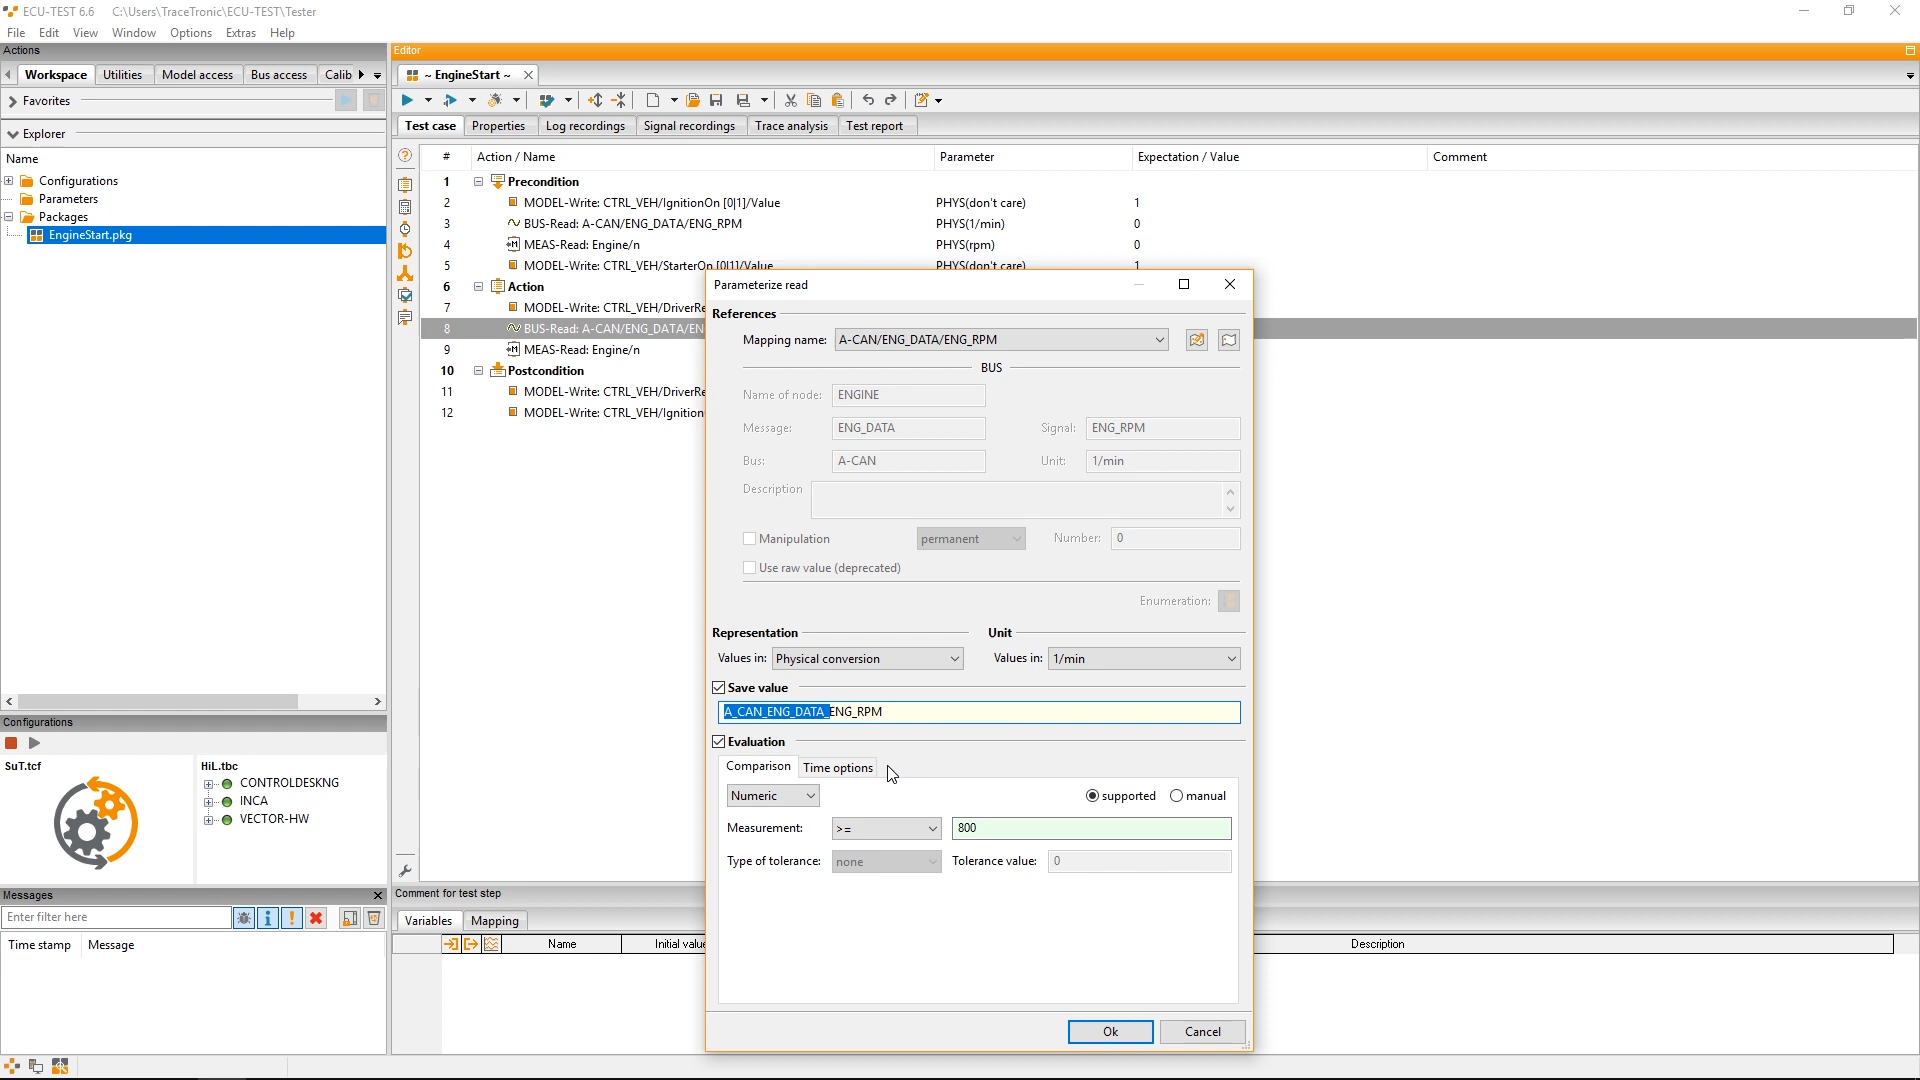 ECU-TEST 6.6 C:\Users\TraceTronic\ECU-TEST\Tester
File Edit View Window Options Extras Help
Actions
Editor
Workspace Utilities Model access Bus access Calib
~ EngineStart ~
Favorites
Test case Properties Log recordings Signal recordings Trace analysis Test report
Explorer
Name
# Action / Name Parameter Expectation / Value Comment
Configurations
Parameters
Packages
EngineStart.pkg
1 Precondition
2 MODEL-Write: CTRL_VEH/IgnitionOn [0|1]/Value PHYS(don't care) 1
3 BUS-Read: A-CAN/ENG_DATA/ENG_RPM PHYS(1/min) 0
4 MEAS-Read: Engine/n PHYS(rpm) 0
5 MODEL-Write: CTRL_VEH/StarterOn [0|1]/Value PHYS(don't care) 1
6 Action
7 MODEL-Write: CTRL_VEH/DriverRe
8 BUS-Read: A-CAN/ENG_DATA/EN
9 MEAS-Read: Engine/n
10 Postcondition
11 MODEL-Write: CTRL_VEH/DriverRe
12 MODEL-Write: CTRL_VEH/Ignition
Parameterize read
References
Mapping name: A-CAN/ENG_DATA/ENG_RPM
BUS
Name of node: ENGINE
Message: ENG_DATA Signal: ENG_RPM
Bus: A-CAN Unit: 1/min
Description
Manipulation permanent Number: 0
Use raw value (deprecated)
Enumeration:
Representation Unit
Values in: Physical conversion Values in: 1/min
Save value
A_CAN_ENG_DATA_ENG_RPM
Evaluation
Comparison Time options
Numeric supported manual
Measurement: >= 800
Type of tolerance: none Tolerance value: 0
Ok Cancel
Configurations
SuT.tcf
HiL.tbc
CONTROLDESKNG
INCA
VECTOR-HW
Messages
Enter filter here
Time stamp Message
Comment for test step
Variables Mapping
Name Initial value Description